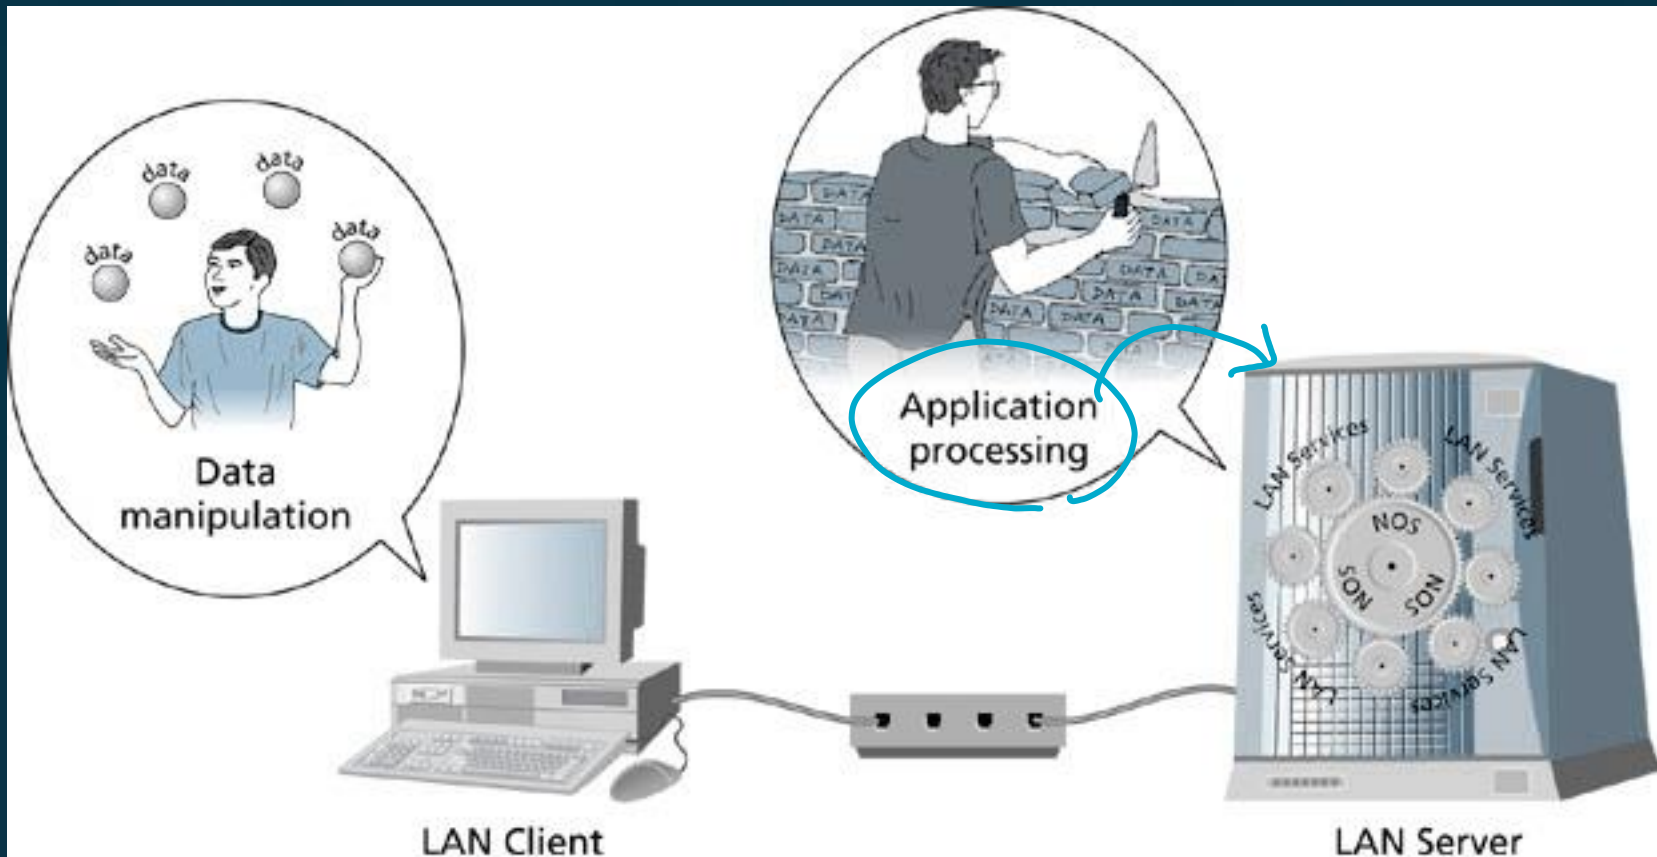 data
data
data
data
Data
manipulation
DATA
DATA
DATA
DATA
DATA
DATA
DATA
DATA
DATA
DATA
DATA
Application
processing
LAN Services
LAN Services
NOS
NOS
NOS
LAN Services
LAN Services
LAN Client
LAN Server